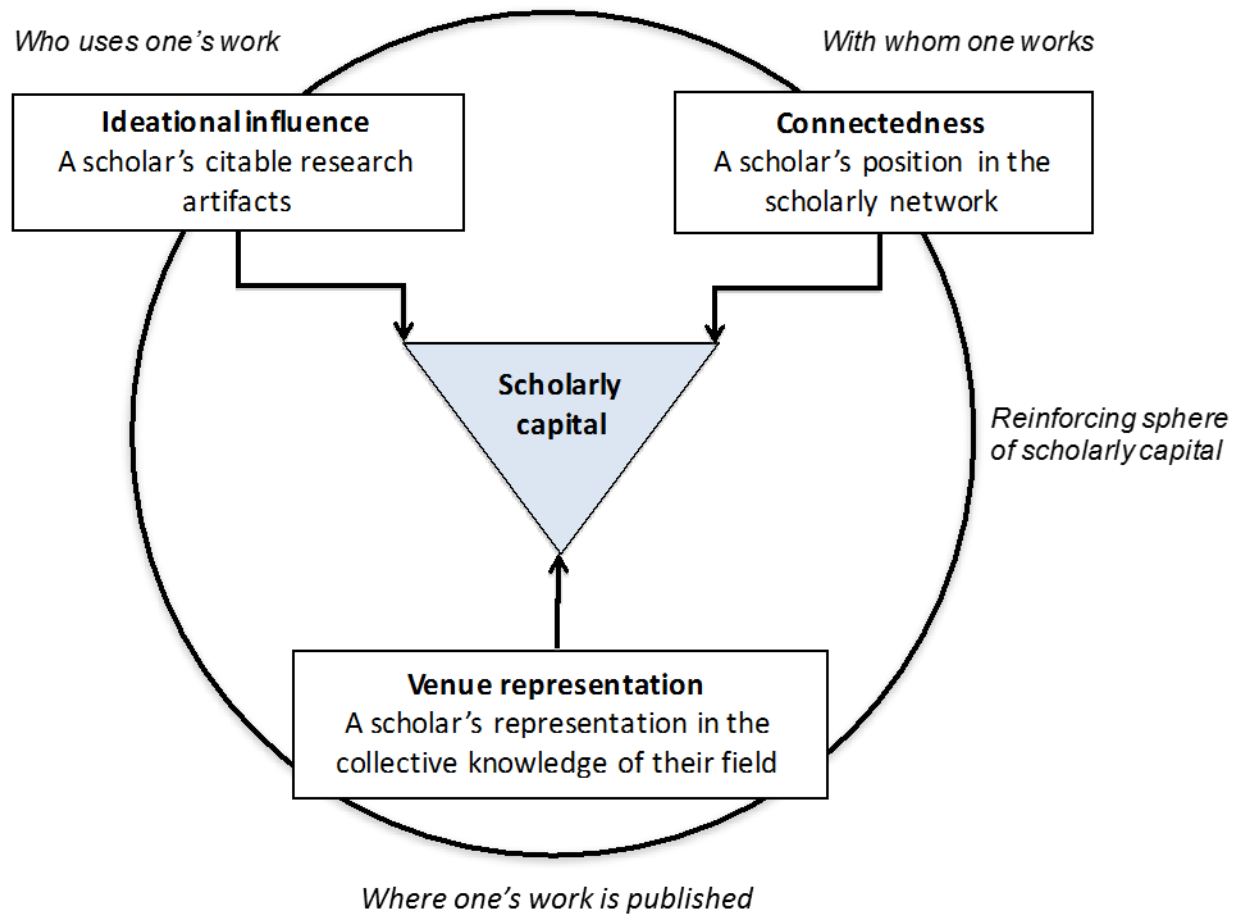 Who uses one's work
With whom one works
Ideational influence
A scholar's citable research
artifacts
Connectedness
A scholar's position in the
scholarly network
Scholarly
capital
Reinforcing sphere
of scholarly capital
Venue representation
A scholar's representation in the
collective knowledge of their field
Where one's work is published